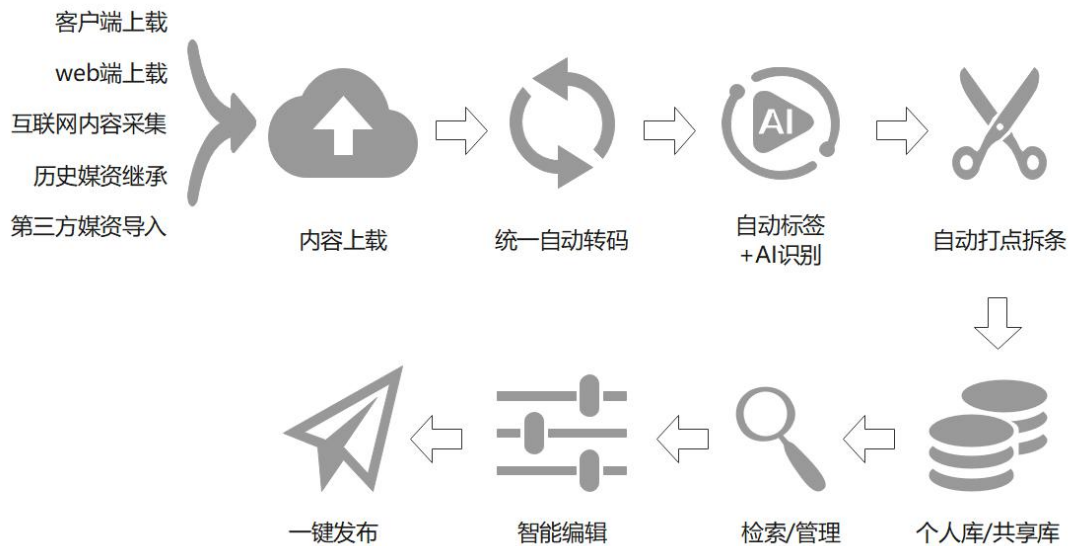 客户端上载
web端上载
互联网内容采集
历史媒资继承
第三方媒资导入
内容上载
统一自动转码
AI
自动标签
+AI识别
自动打点拆条
一键发布
智能编辑
检索/管理
个人库/共享库